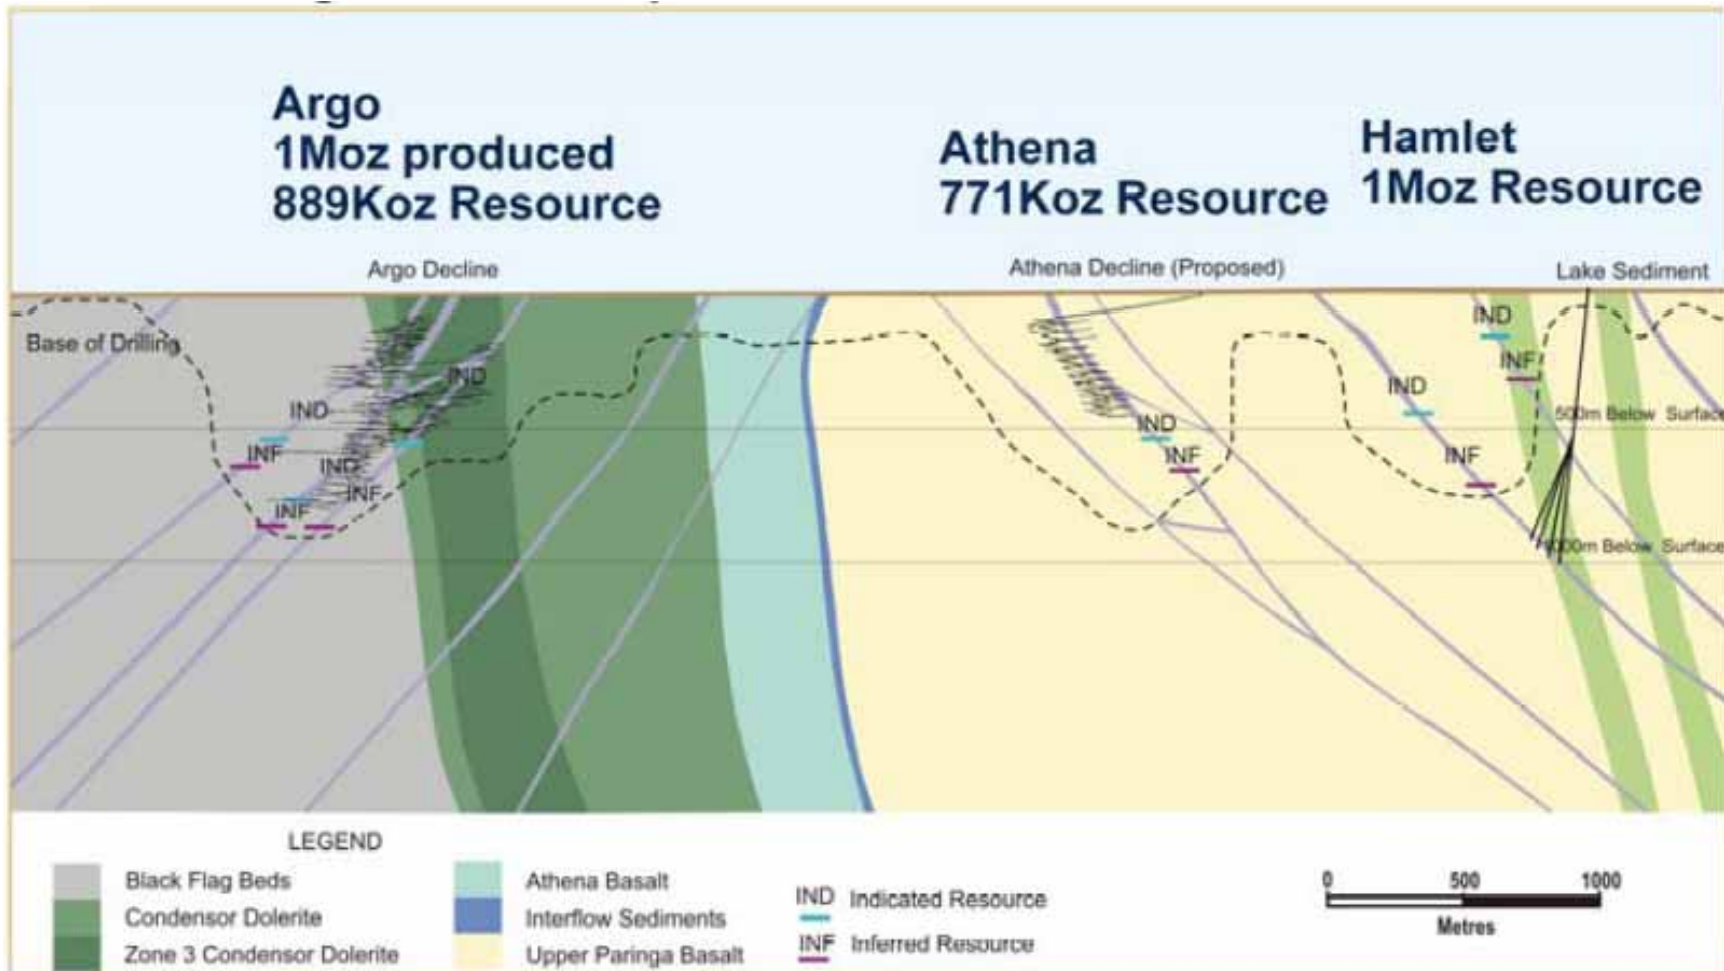 Argo
1Moz produced
889Koz Resource
Athena
771Koz Resource
Hamlet
1Moz Resource
Argo Decline
Athena Decline (Proposed)
Lake Sediment
Base of Drilling
IND
IND
INF
IND
INF
INF
IND
INF
IND
INF
IND
INF
500m Below Surface
000m Below Surface
LEGEND
Black Flag Beds
Condensor Dolerite
Zone 3 Condensor Dolerite
Athena Basalt
Interflow Sediments
Upper Paringa Basalt
IND Indicated Resource
INF Inferred Resource
0 500 1000
Metres